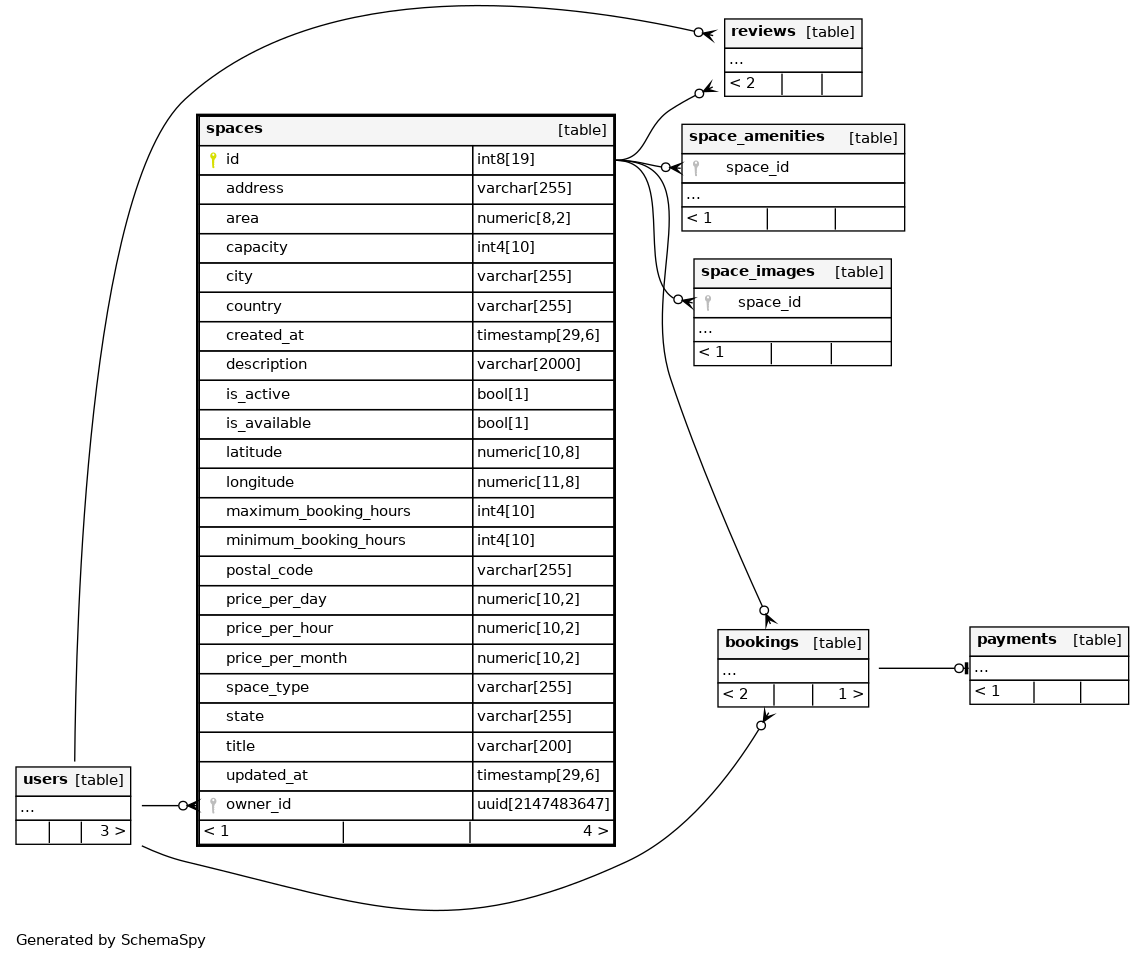 reviews [table]
...
< 2
spaces [table]
id int8[19]
address varchar[255]
area numeric[8,2]
capacity int4[10]
city varchar[255]
country varchar[255]
created_at timestamp[29,6]
description varchar[2000]
is_active bool[1]
is_available bool[1]
latitude numeric[10,8]
longitude numeric[11,8]
maximum_booking_hours int4[10]
minimum_booking_hours int4[10]
postal_code varchar[255]
price_per_day numeric[10,2]
price_per_hour numeric[10,2]
price_per_month numeric[10,2]
space_type varchar[255]
state varchar[255]
title varchar[200]
updated_at timestamp[29,6]
owner_id uuid[2147483647]
< 1 4 >
space_amenities [table]
space_id
...
< 1
space_images [table]
space_id
...
< 1
bookings [table]
...
< 2 1 >
payments [table]
...
< 1
users [table]
...
3 >
Generated by SchemaSpy